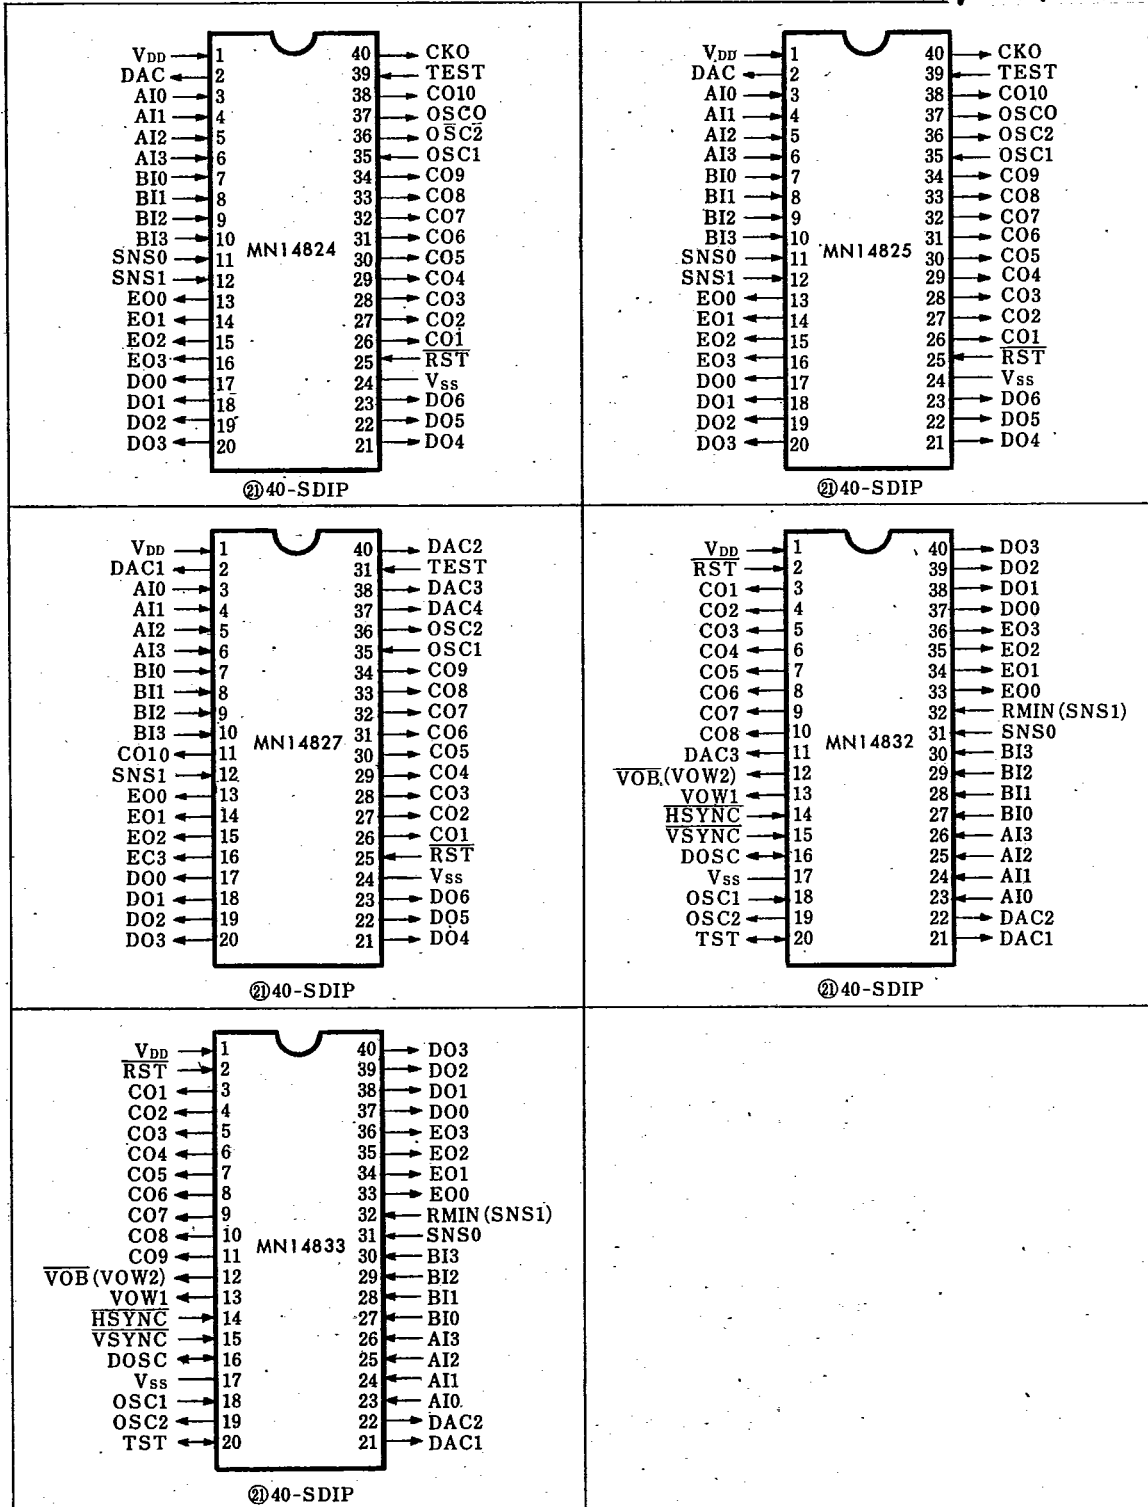 VDD 1 40 CKO
DAC 2 39 TEST
AI0 3 38 CO10
AI1 4 37 OSCO
AI2 5 36 OSC2
AI3 6 35 OSC1
BI0 7 34 CO9
BI1 8 33 CO8
BI2 9 32 CO7
BI3 10 31 CO6
MN14824
SNS0 11 30 CO5
SNS1 12 29 CO4
EO0 13 28 CO3
EO1 14 27 CO2
EO2 15 26 CO1
EO3 16 25 RST
DO0 17 24 Vss
DO1 18 23 DO6
DO2 19 22 DO5
DO3 20 21 DO4
㉑40-SDIP
VDD 1 40 CKO
DAC 2 39 TEST
AI0 3 38 CO10
AI1 4 37 OSCO
AI2 5 36 OSC2
AI3 6 35 OSC1
BI0 7 34 CO9
BI1 8 33 CO8
BI2 9 32 CO7
BI3 10 31 CO6
MN14825
SNS0 11 30 CO5
SNS1 12 29 CO4
EO0 13 28 CO3
EO1 14 27 CO2
EO2 15 26 CO1
EO3 16 25 RST
DO0 17 24 Vss
DO1 18 23 DO6
DO2 19 22 DO5
DO3 20 21 DO4
㉑40-SDIP
VDD 1 40 DAC2
DAC1 2 31 TEST
AI0 3 38 DAC3
AI1 4 37 DAC4
AI2 5 36 OSC2
AI3 6 35 OSC1
BI0 7 34 CO9
BI1 8 33 CO8
BI2 9 32 CO7
BI3 10 31 CO6
MN14827
CO10 11 30 CO5
SNS1 12 29 CO4
EO0 13 28 CO3
EO1 14 27 CO2
EO2 15 26 CO1
EC3 16 25 RST
DO0 17 24 Vss
DO1 18 23 DO6
DO2 19 22 DO5
DO3 20 21 DO4
㉑40-SDIP
VDD 1 40 DO3
RST 2 39 DO2
CO1 3 38 DO1
CO2 4 37 DO0
CO3 5 36 EO3
CO4 6 35 EO2
CO5 7 34 EO1
CO6 8 33 EO0
CO7 9 32 RMIN(SNS1)
CO8 10 31 SNS0
MN14832
DAC3 11 30 BI3
VOB(VOW2) 12 29 BI2
VOW1 13 28 BI1
HSYNC 14 27 BI0
VSYNC 15 26 AI3
DOSC 16 25 AI2
Vss 17 24 AI1
OSC1 18 23 AI0
OSC2 19 22 DAC2
TST 20 21 DAC1
㉑40-SDIP
VDD 1 40 DO3
RST 2 39 DO2
CO1 3 38 DO1
CO2 4 37 DO0
CO3 5 36 EO3
CO4 6 35 EO2
CO5 7 34 EO1
CO6 8 33 EO0
CO7 9 32 RMIN(SNS1)
CO8 10 31 SNS0
MN14833
CO9 11 30 BI3
VOB(VOW2) 12 29 BI2
VOW1 13 28 BI1
HSYNC 14 27 BI0
VSYNC 15 26 AI3
DOSC 16 25 AI2
Vss 17 24 AI1
OSC1 18 23 AI0
OSC2 19 22 DAC2
TST 20 21 DAC1
㉑40-SDIP